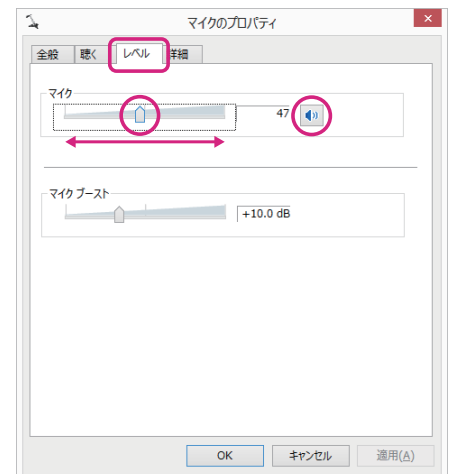 マイクのプロパティ
全般 聴く レベル 詳細
マイク
47
マイク ブースト
+10.0 dB
OK キャンセル 適用(A)